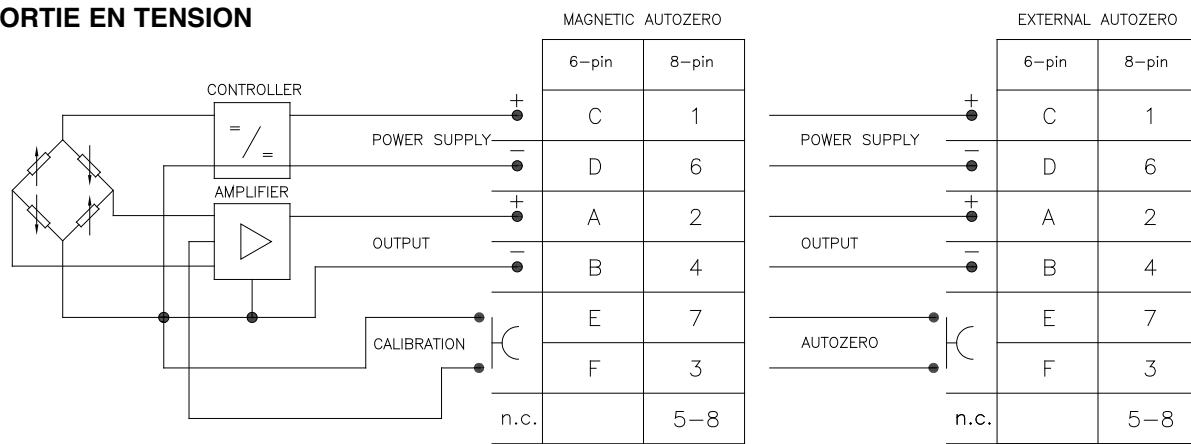 ORTIE EN TENSION
MAGNETIC AUTOZERO
6-pin 8-pin
CONTROLLER
= / =
+ C 1
POWER SUPPLY
- D 6
AMPLIFIER
+ A 2
OUTPUT
- B 4
E 7
CALIBRATION
F 3
n.c. 5-8
EXTERNAL AUTOZERO
6-pin 8-pin
+ C 1
POWER SUPPLY
- D 6
+ A 2
OUTPUT
- B 4
E 7
AUTOZERO
F 3
n.c. 5-8